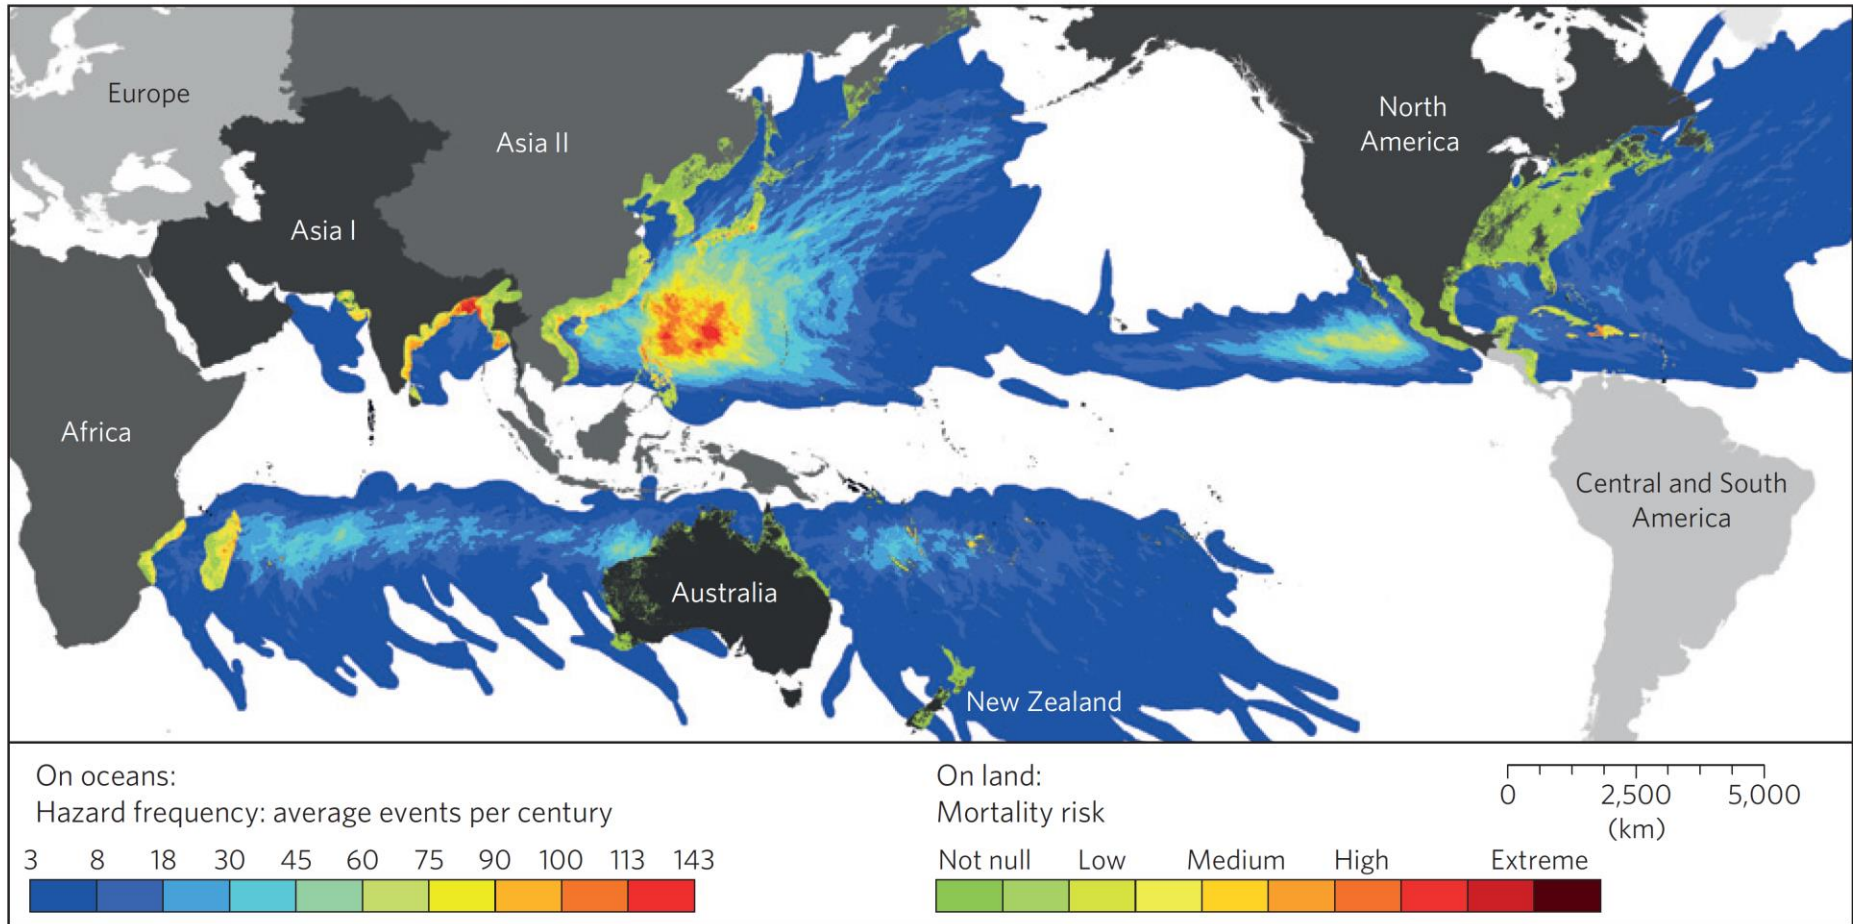 Europe
Asia II
North
America
Asia I
Africa
Central and South
America
Australia
New Zealand
On oceans:
Hazard frequency: average events per century
3 8 18 30 45 60 75 90 100 113 143
On land:
Mortality risk
Not null Low Medium High Extreme
0 2,500 5,000
(km)